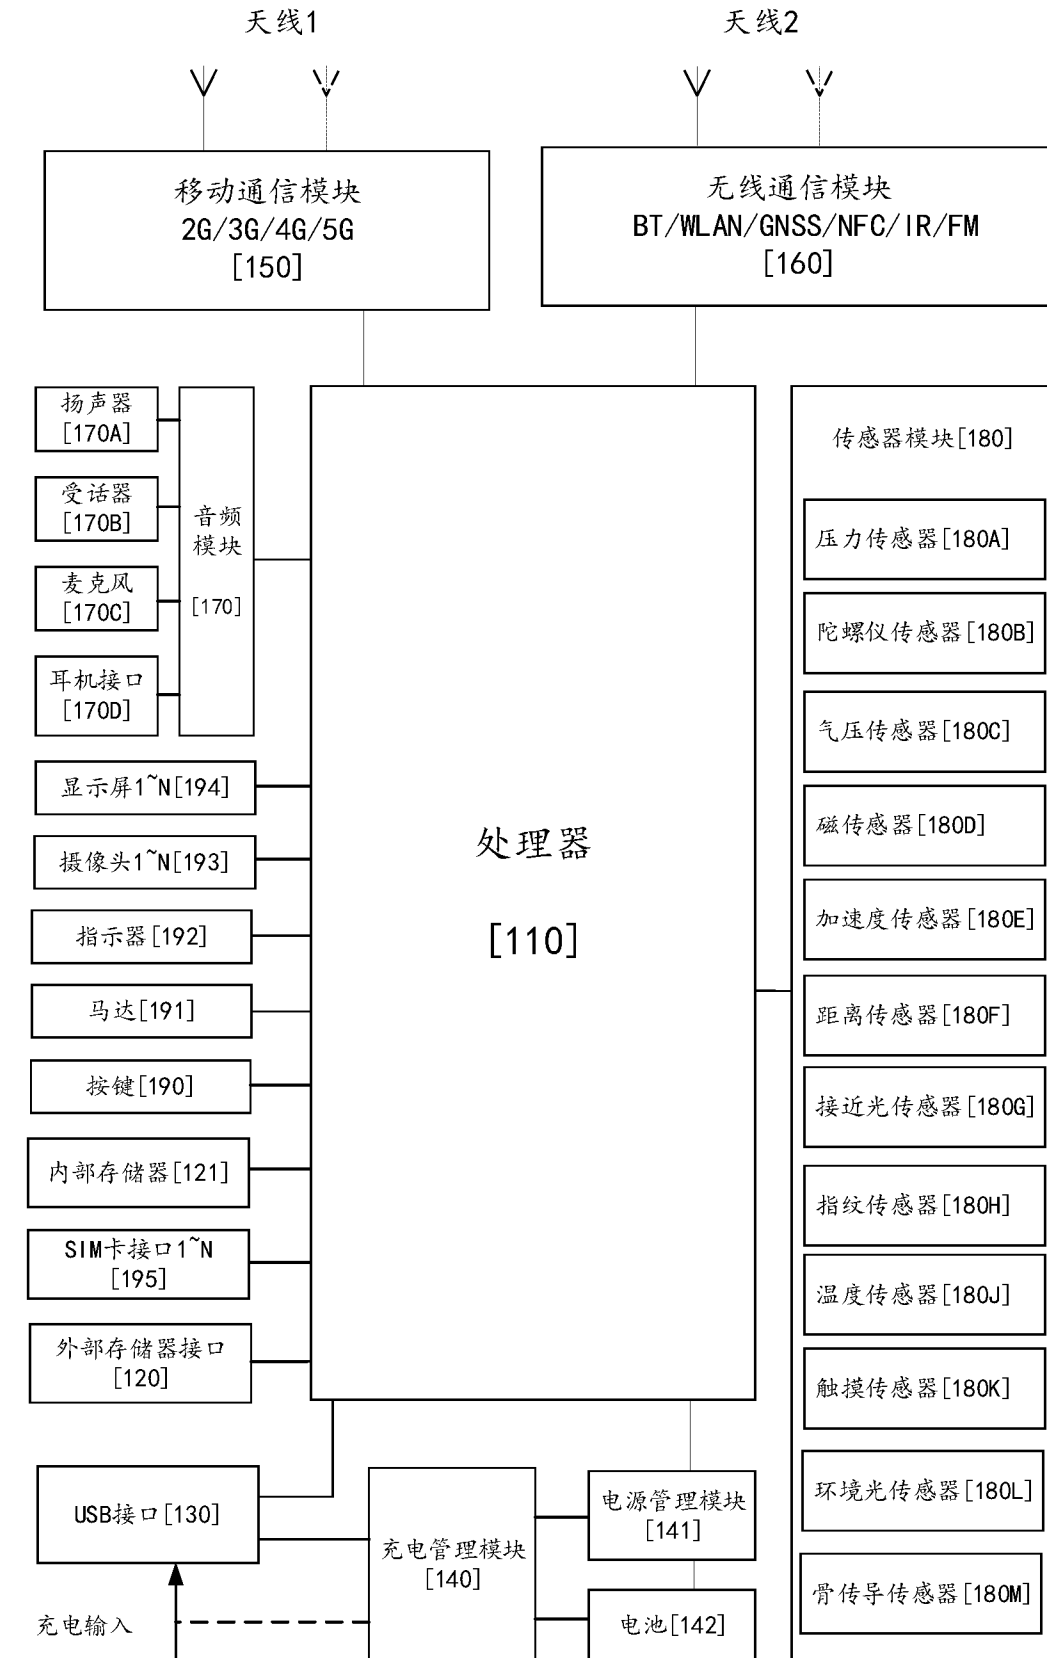 天线1
天线2
移动通信模块
2G/3G/4G/5G
[150]
无线通信模块
BT/WLAN/GNSS/NFC/IR/FM
[160]
扬声器
[170A]
受话器
[170B]
麦克风
[170C]
耳机接口
[170D]
音频
模块
[170]
显示屏1~N[194]
摄像头1~N[193]
指示器[192]
马达[191]
按键[190]
内部存储器[121]
SIM卡接口1~N
[195]
外部存储器接口
[120]
处理器
[110]
传感器模块[180]
压力传感器[180A]
陀螺仪传感器[180B]
气压传感器[180C]
磁传感器[180D]
加速度传感器[180E]
距离传感器[180F]
接近光传感器[180G]
指纹传感器[180H]
温度传感器[180J]
触摸传感器[180K]
环境光传感器[180L]
骨传导传感器[180M]
USB接口[130]
充电管理模块
[140]
电源管理模块
[141]
电池[142]
充电输入